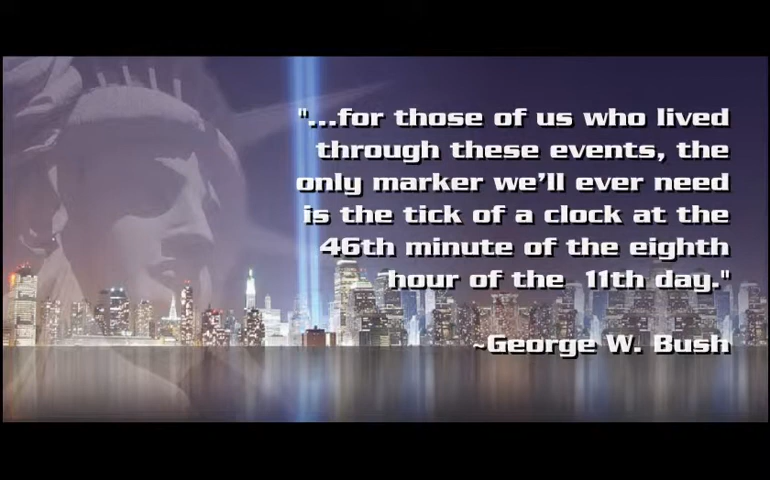 "...for those of us who lived
through these events, the
only marker we'll ever need
is the tick of a clock at the
46th minute of the eighth
hour of the 11th day."
~George W. Bush